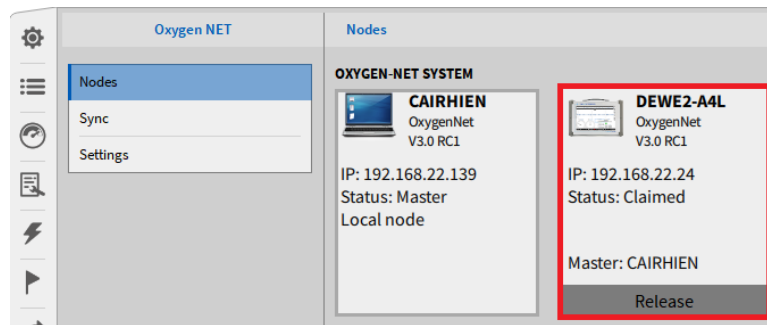 Oxygen NET
Nodes
Sync
Settings
Nodes
OXYGEN-NET SYSTEM
CAIRHIEN
OxygenNet
V3.0 RC1
IP: 192.168.22.139
Status: Master
Local node
DEWE2-A4L
OxygenNet
V3.0 RC1
IP: 192.168.22.24
Status: Claimed
Master: CAIRHIEN
Release